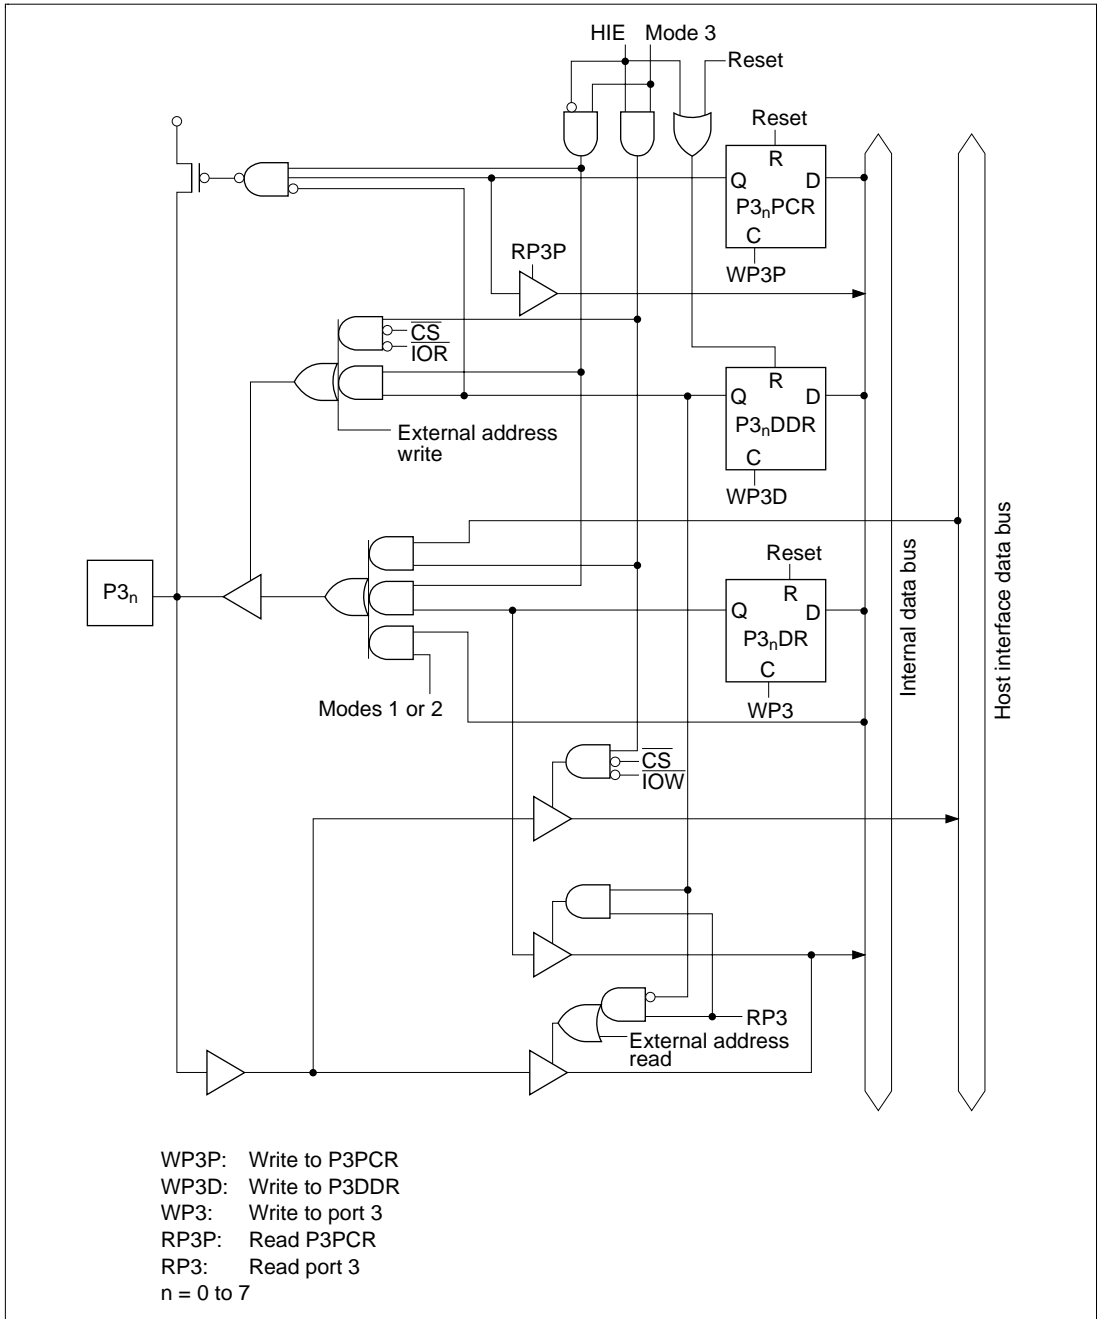 HIE Mode 3
Reset
Reset
R
Q D
P3nPCR
C
WP3P
RP3P
CS
IOR
R
Q D
P3nDDR
C
WP3D
External address
write
Reset
R
Q D
P3nDR
C
WP3
P3n
Modes 1 or 2
Internal data bus
Host interface data bus
CS
IOW
RP3
External address
read
WP3P: Write to P3PCR
WP3D: Write to P3DDR
WP3: Write to port 3
RP3P: Read P3PCR
RP3: Read port 3
n = 0 to 7